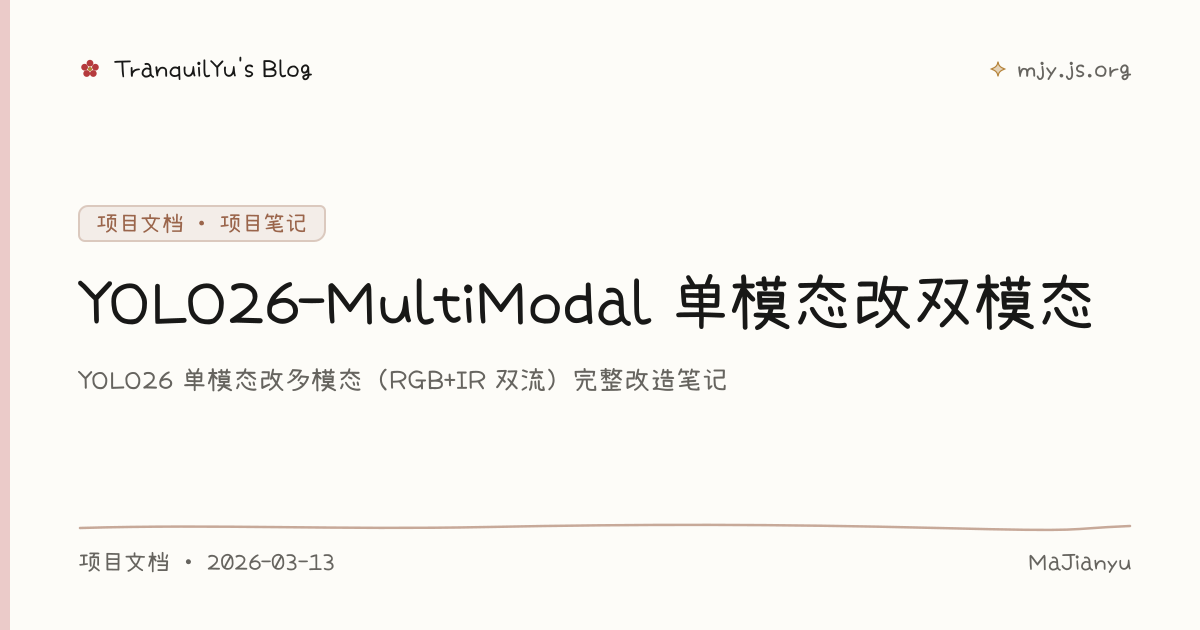 TranquilYu's Blog
mjy.js.org
项目文档 • 项目笔记
YOLO26-MultiModal 单模态改双模态
YOLO26 单模态改多模态（RGB+IR 双流）完整改造笔记
项目文档 • 2026-03-13
MaJianyu